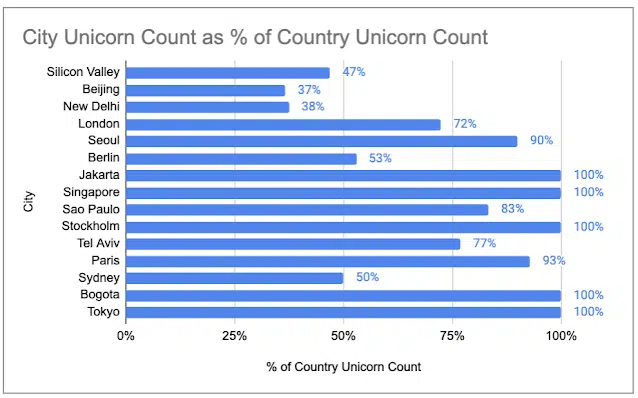 City Unicorn Count as % of Country Unicorn Count
Silicon Valley 47%
Beijing 37%
New Delhi 38%
London 72%
Seoul 90%
Berlin 53%
Jakarta 100%
Singapore 100%
Sao Paulo 83%
Stockholm 100%
Tel Aviv 77%
Paris 93%
Sydney 50%
Bogota 100%
Tokyo 100%
City
0% 25% 50% 75% 100%
% of Country Unicorn Count